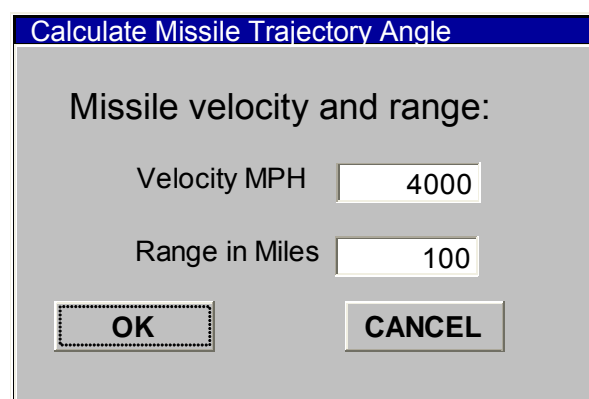 Calculate Missile Trajectory Angle
Missile velocity and range:
Velocity MPH 4000
Range in Miles 100
OK CANCEL